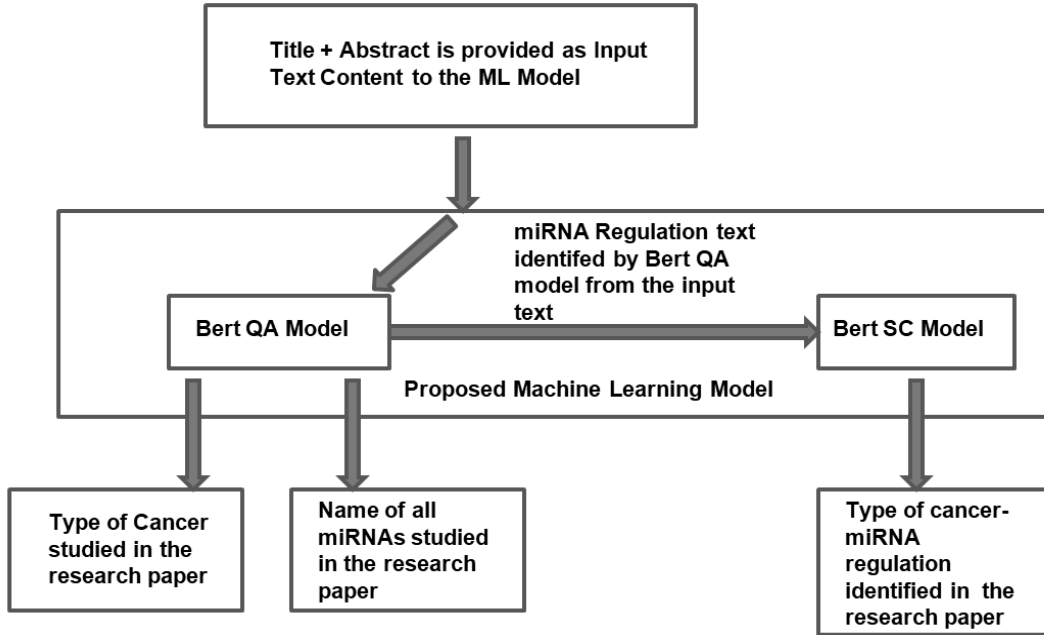 Title + Abstract is provided as Input
Text Content to the ML Model
miRNA Regulation text
identifed by Bert QA
model from the input
text
Bert QA Model
Bert SC Model
Proposed Machine Learning Model
Type of Cancer
studied in the
research paper
Name of all
miRNAs studied
in the research
paper
Type of cancer-
miRNA
regulation
identified in the
research paper